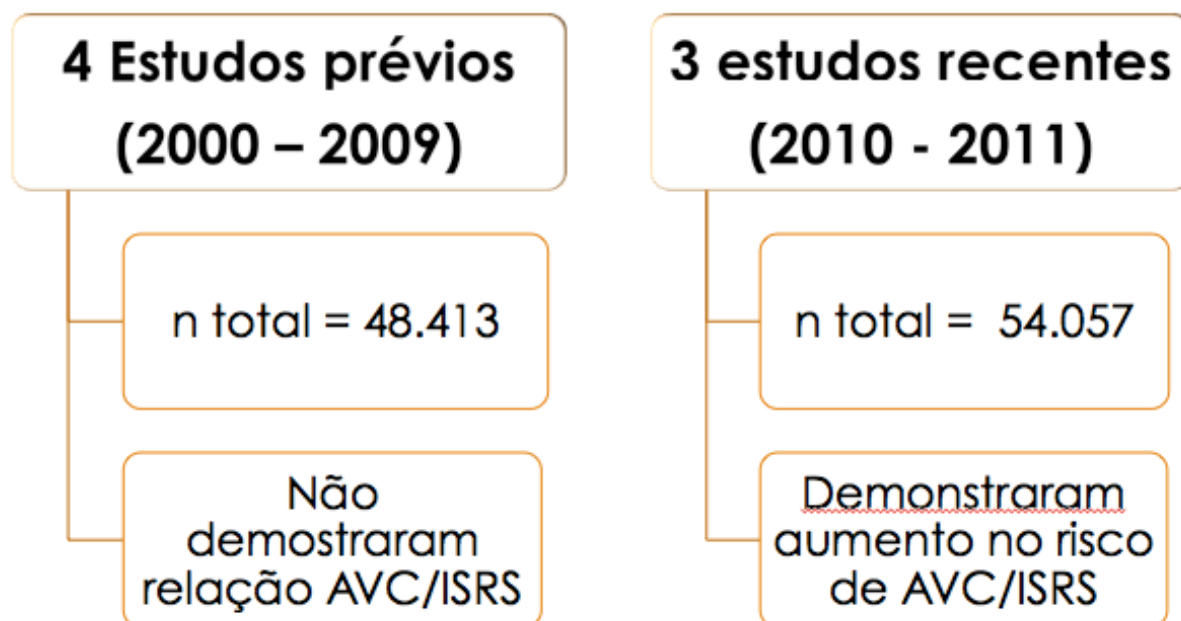 4 Estudos prévios
(2000 – 2009)
n total = 48.413
Não
demostraram
relação AVC/ISRS
3 estudos recentes
(2010 - 2011)
n total = 54.057
Demonstraram
aumento no risco
de AVC/ISRS